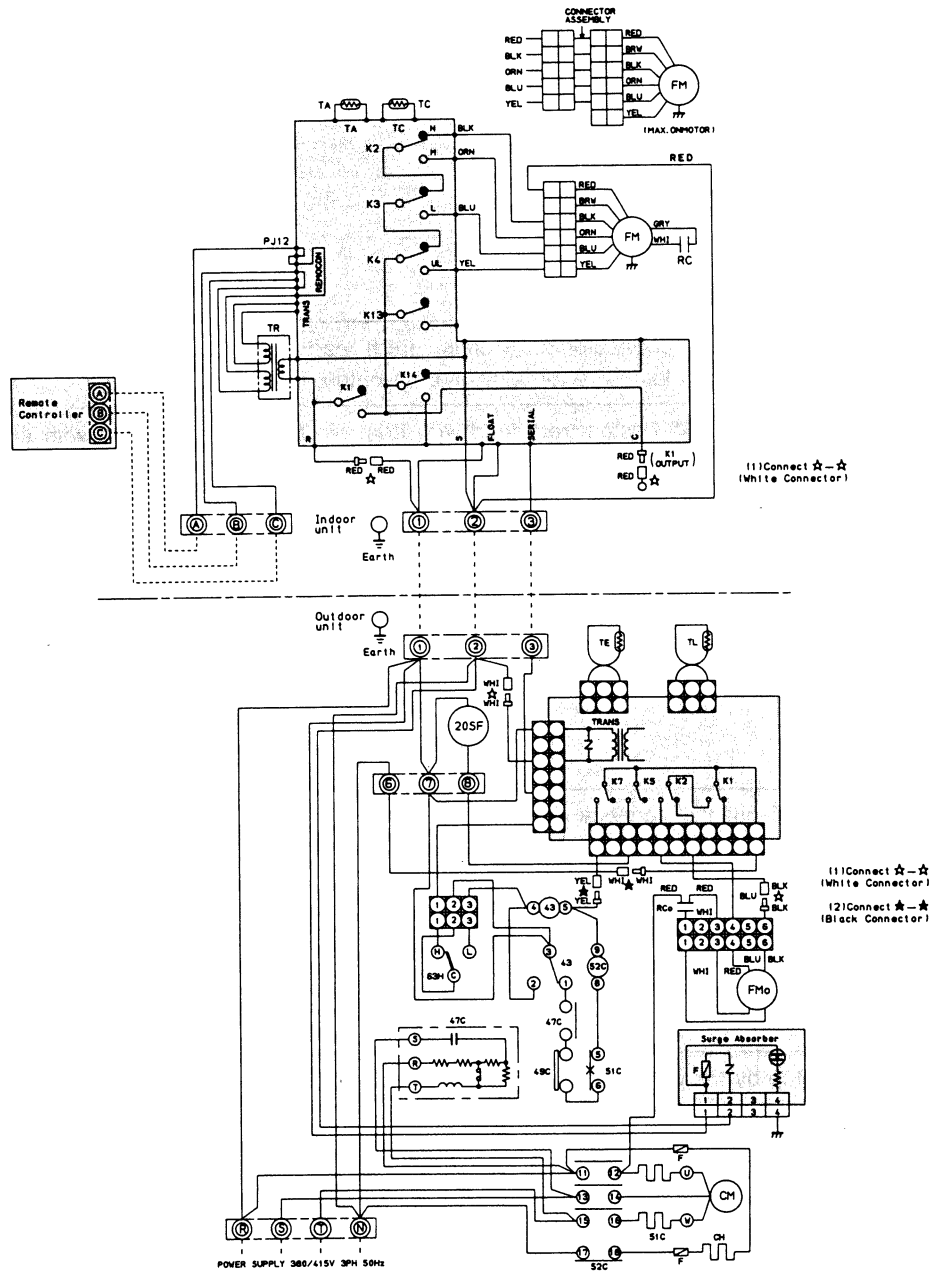 CONNECTOR
ASSEMBLY
RED
BLK
ORN
BLU
YEL
RED
BRW
BLK
ORN
BLU
YEL
FM
(MAX. ONMOTOR)
TA
TC
TA
TC
K2
H
BLK
M
ORN
K3
L
BLU
K4
UL
YEL
K13
K14
K1
RED
RED
BRW
BLK
ORN
BLU
YEL
FM
GRY
WHI
RC
PJ12
REMOCON
TRANS
TR
Remote
Controller
A
B
C
R
S
FLOAT
SERIAL
C
RED
RED
☆
RED
(K1
OUTPUT)
RED
☆
(1)Connect ☆—☆
(White Connector)
A
B
C
Indoor
unit
Earth
1
2
3
Outdoor
unit
Earth
1
2
3
WHI
☆
WHI
20SF
6
7
8
TE
TL
TRANS
K7
K5
K2
K1
YEL
★
YEL
WHI
★
WHI
RED
RED
RCo
WHI
BLU
BLK
☆
BLK
(1)Connect ☆—☆
(White Connector)
(2)Connect ★—★
(Black Connector)
1 2 3
1 2 3
H
L
C
63H
4
43
5
3
43
2
1
9
52C
8
47C
49C
5
51C
6
1 2 3 4 5 6
1 2 3 4 5 6
WHI
RED
BLU
BLK
FMo
47C
S
R
T
Surge Absorber
F
1 2 3 4
1 2 3 4
F
11
12
U
13
14
CM
15
16
W
51C
17
18
F
CH
52C
R
S
T
N
POWER SUPPLY 380/415V 3PH 50Hz